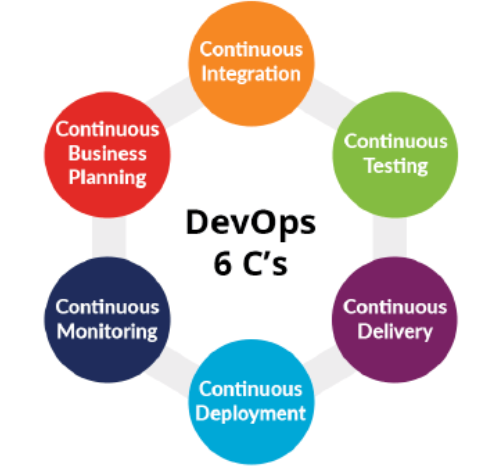 Continuous
Integration
Continuous
Business
Planning
Continuous
Testing
DevOps
6 C’s
Continuous
Monitoring
Continuous
Delivery
Continuous
Deployment